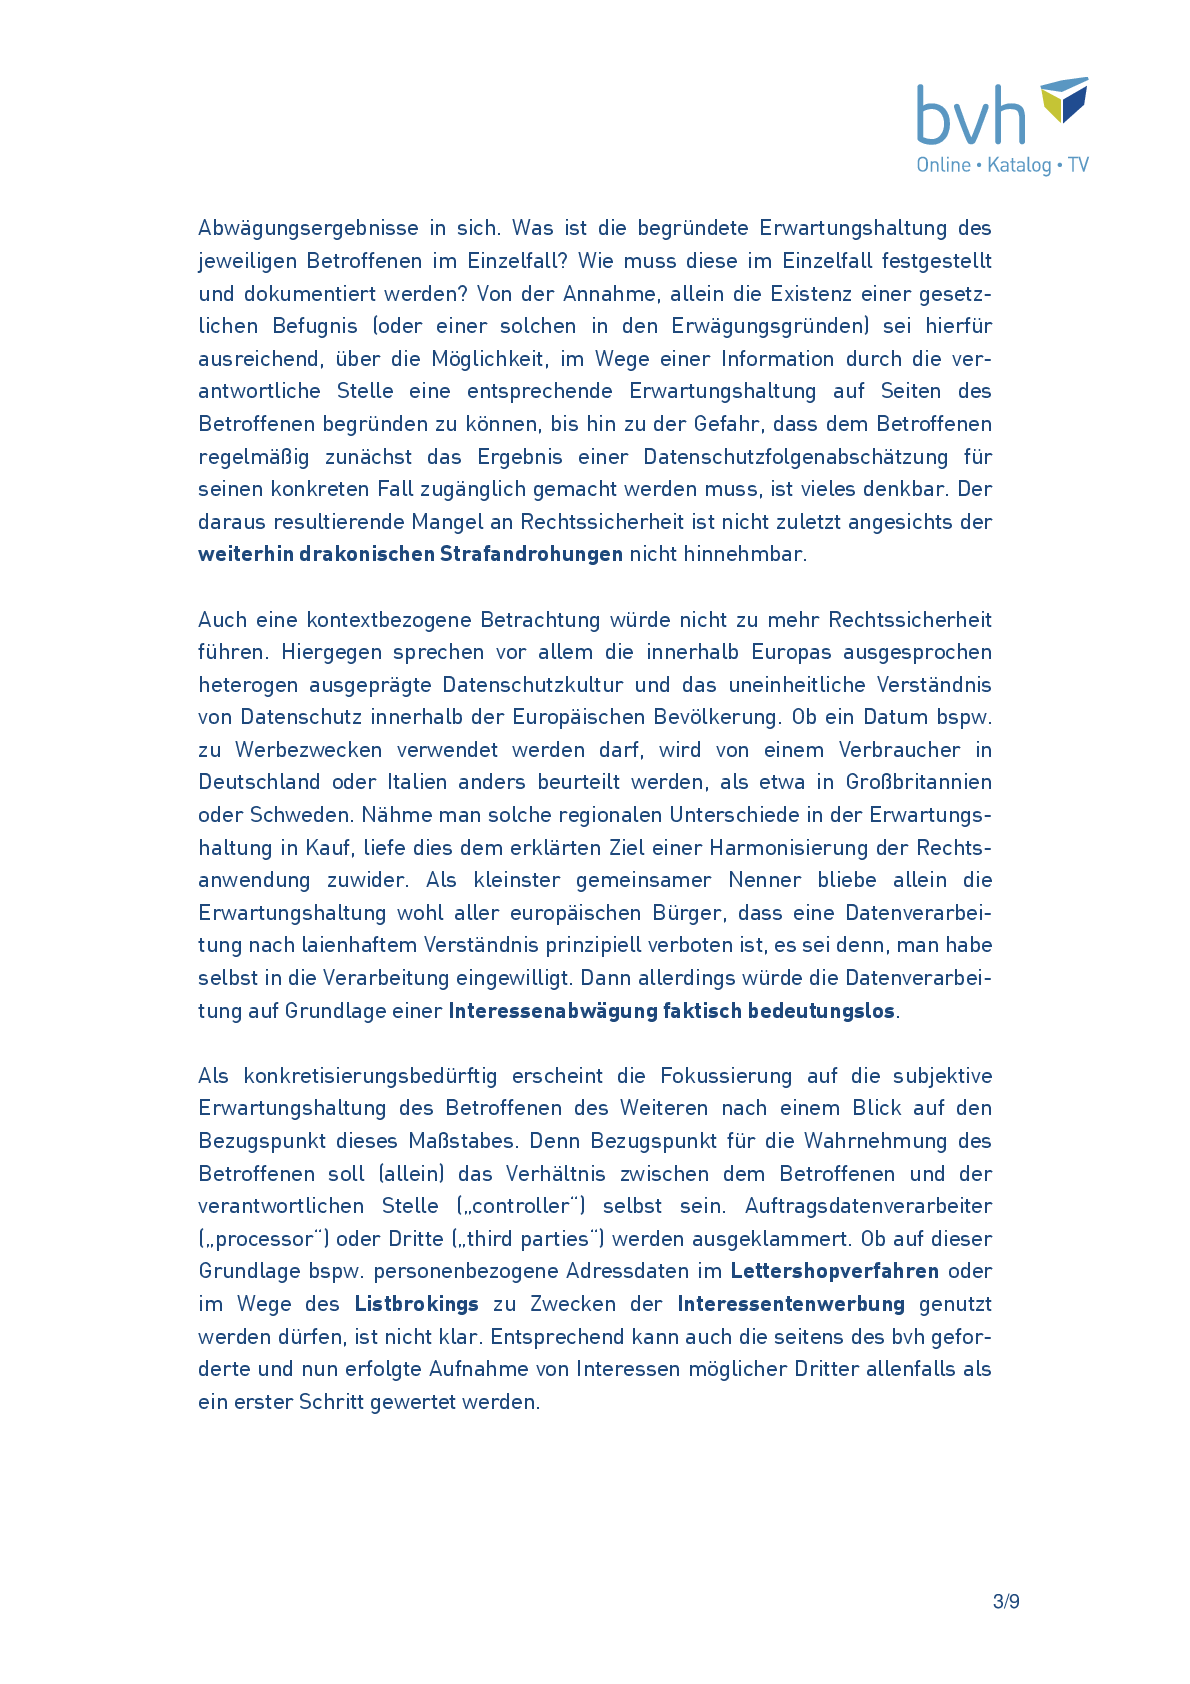 bvh
Online • Katalog • TV
Abwägungsergebnisse in sich. Was ist die begründete Erwartungshaltung des
jeweiligen Betroffenen im Einzelfall? Wie muss diese im Einzelfall festgestellt
und dokumentiert werden? Von der Annahme, allein die Existenz einer gesetz-
lichen Befugnis (oder einer solchen in den Erwägungsgründen) sei hierfür
ausreichend, über die Möglichkeit, im Wege einer Information durch die ver-
antwortliche Stelle eine entsprechende Erwartungshaltung auf Seiten des
Betroffenen begründen zu können, bis hin zu der Gefahr, dass dem Betroffenen
regelmäßig zunächst das Ergebnis einer Datenschutzfolgenabschätzung für
seinen konkreten Fall zugänglich gemacht werden muss, ist vieles denkbar. Der
daraus resultierende Mangel an Rechtssicherheit ist nicht zuletzt angesichts der
weiterhin drakonischen Strafandrohungen nicht hinnehmbar.
Auch eine kontextbezogene Betrachtung würde nicht zu mehr Rechtssicherheit
führen. Hiergegen sprechen vor allem die innerhalb Europas ausgesprochen
heterogen ausgeprägte Datenschutzkultur und das uneinheitliche Verständnis
von Datenschutz innerhalb der Europäischen Bevölkerung. Ob ein Datum bspw.
zu Werbezwecken verwendet werden darf, wird von einem Verbraucher in
Deutschland oder Italien anders beurteilt werden, als etwa in Großbritannien
oder Schweden. Nähme man solche regionalen Unterschiede in der Erwartungs-
haltung in Kauf, liefe dies dem erklärten Ziel einer Harmonisierung der Rechts-
anwendung zuwider. Als kleinster gemeinsamer Nenner bliebe allein die
Erwartungshaltung wohl aller europäischen Bürger, dass eine Datenverarbei-
tung nach laienhaftem Verständnis prinzipiell verboten ist, es sei denn, man habe
selbst in die Verarbeitung eingewilligt. Dann allerdings würde die Datenverarbei-
tung auf Grundlage einer Interessenabwägung faktisch bedeutungslos.
Als konkretisierungsbedürftig erscheint die Fokussierung auf die subjektive
Erwartungshaltung des Betroffenen des Weiteren nach einem Blick auf den
Bezugspunkt dieses Maßstabes. Denn Bezugspunkt für die Wahrnehmung des
Betroffenen soll (allein) das Verhältnis zwischen dem Betroffenen und der
verantwortlichen Stelle („controller“) selbst sein. Auftragsdatenverarbeiter
(„processor“) oder Dritte („third parties“) werden ausgeklammert. Ob auf dieser
Grundlage bspw. personenbezogene Adressdaten im Lettershopverfahren oder
im Wege des Listbrokings zu Zwecken der Interessentenwerbung genutzt
werden dürfen, ist nicht klar. Entsprechend kann auch die seitens des bvh gefor-
derte und nun erfolgte Aufnahme von Interessen möglicher Dritter allenfalls als
ein erster Schritt gewertet werden.
3/9